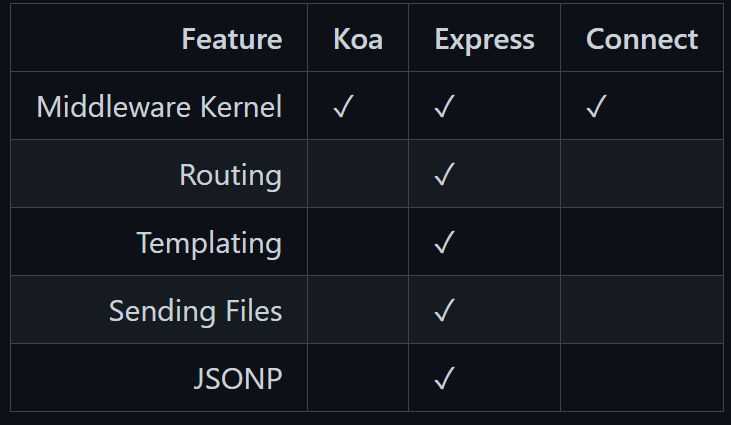 Feature Koa Express Connect
Middleware Kernel ✓ ✓ ✓
Routing ✓
Templating ✓
Sending Files ✓
JSONP ✓